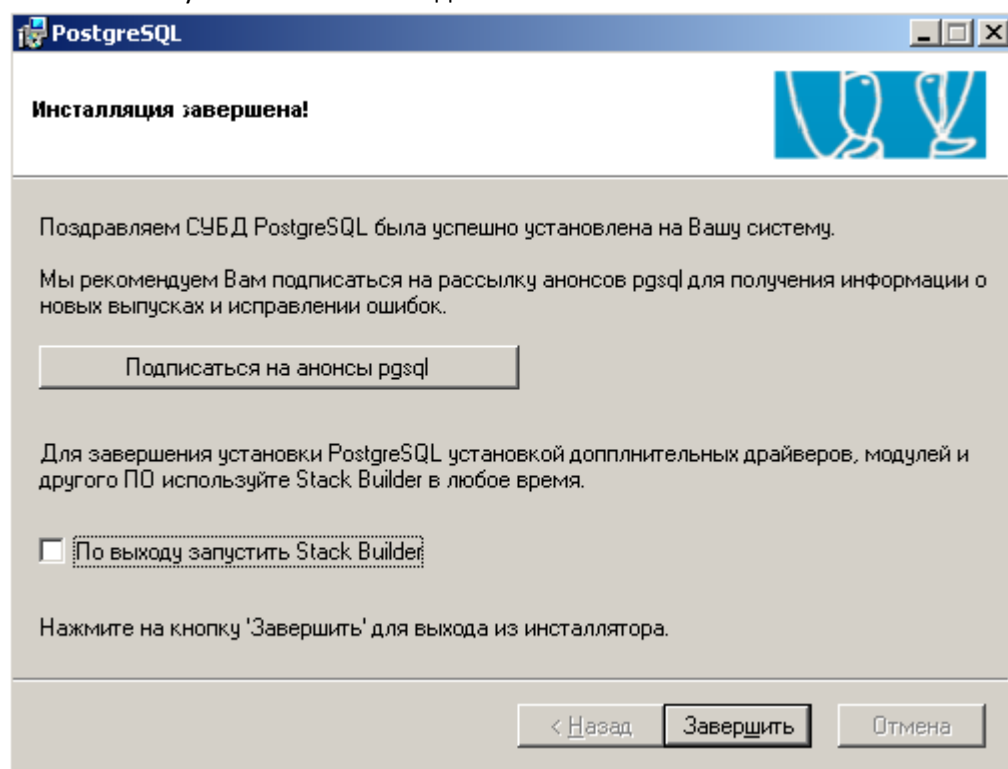 PostgreSQL
Инсталляция завершена!
Поздравляем СУБД PostgreSQL была успешно установлена на Вашу систему.
Мы рекомендуем Вам подписаться на рассылку анонсов pgsql для получения информации о
новых выпусках и исправлении ошибок.
Подписаться на анонсы pgsql
Для завершения установки PostgreSQL установкой допплнительных драйверов, модулей и
другого ПО используйте Stack Builder в любое время.
По выходу запустить Stack Builder
Нажмите на кнопку 'Завершить' для выхода из инсталлятора.
< Назад Завершить Отмена